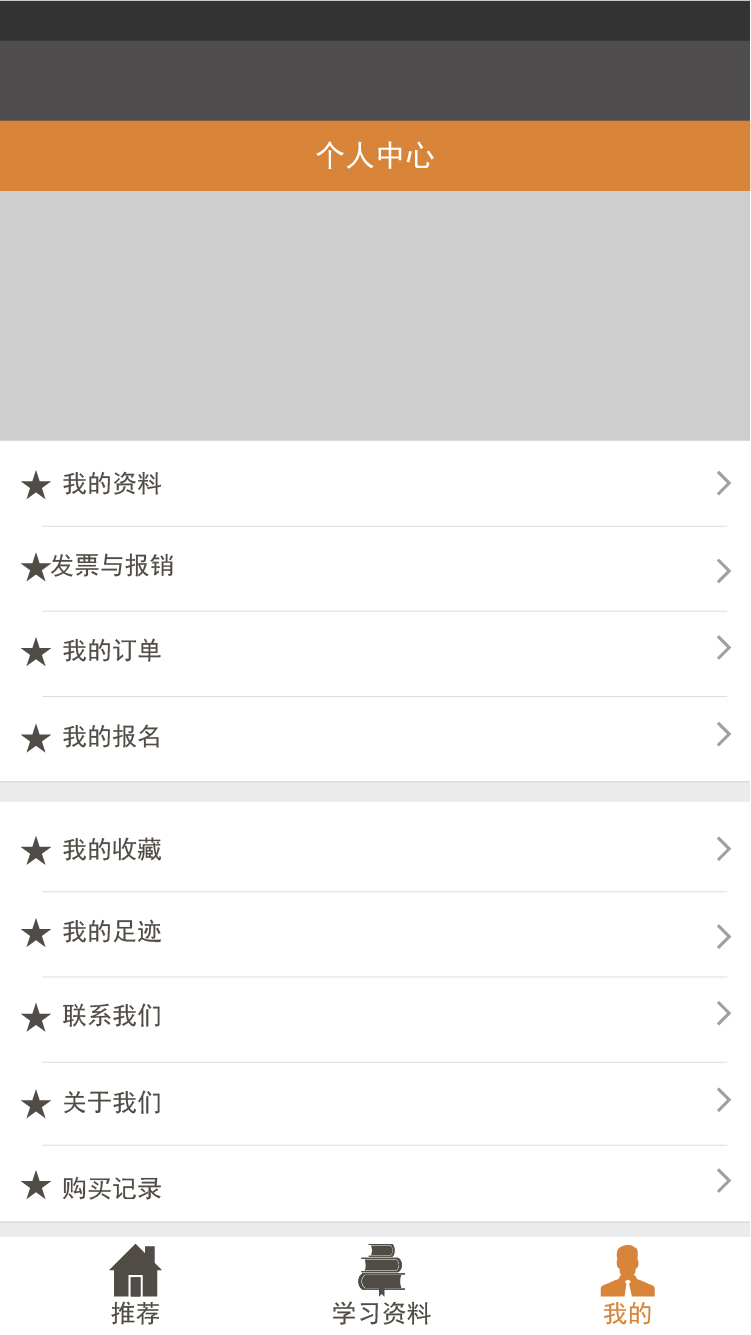 个人中心
我的资料
发票与报销
我的订单
我的报名
我的收藏
我的足迹
联系我们
关于我们
购买记录
推荐
学习资料
我的